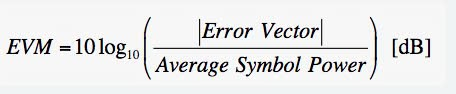 EVM = 10 log₁₀ ( |Error Vector| / Average Symbol Power ) [dB]